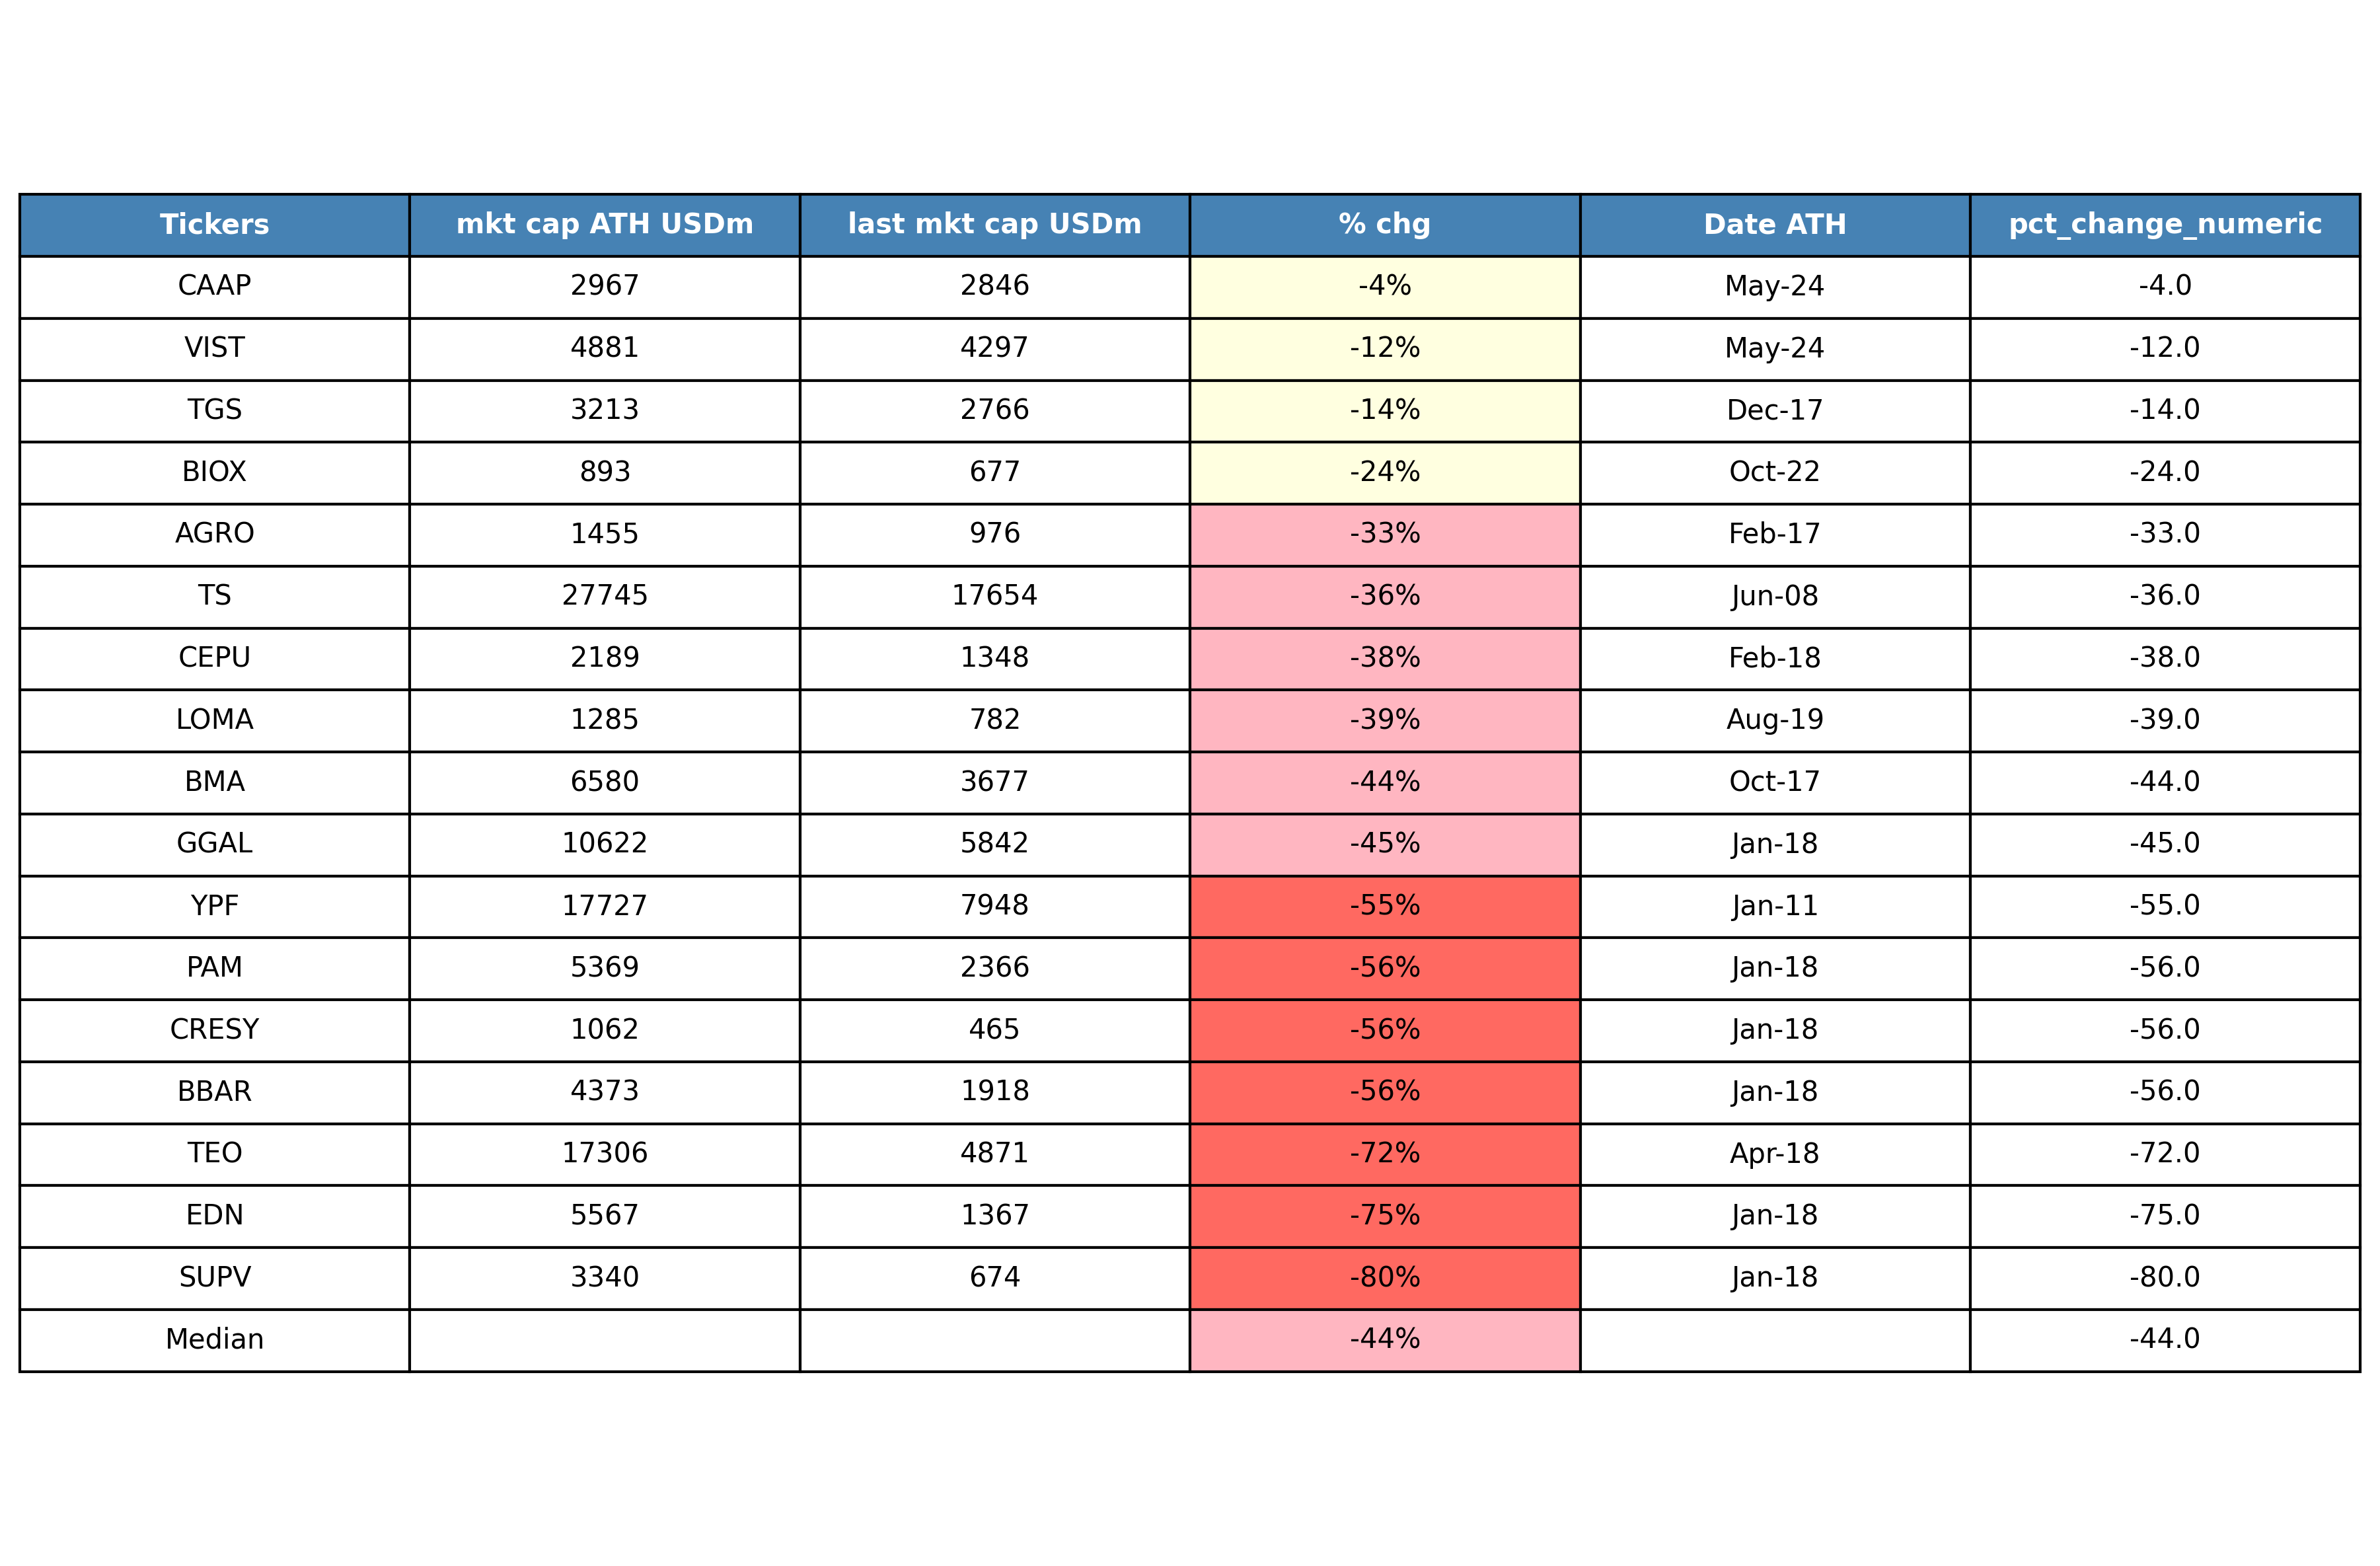 Tickers mkt cap ATH USDm last mkt cap USDm % chg Date ATH pct_change_numeric
CAAP 2967 2846 -4% May-24 -4.0
VIST 4881 4297 -12% May-24 -12.0
TGS 3213 2766 -14% Dec-17 -14.0
BIOX 893 677 -24% Oct-22 -24.0
AGRO 1455 976 -33% Feb-17 -33.0
TS 27745 17654 -36% Jun-08 -36.0
CEPU 2189 1348 -38% Feb-18 -38.0
LOMA 1285 782 -39% Aug-19 -39.0
BMA 6580 3677 -44% Oct-17 -44.0
GGAL 10622 5842 -45% Jan-18 -45.0
YPF 17727 7948 -55% Jan-11 -55.0
PAM 5369 2366 -56% Jan-18 -56.0
CRESY 1062 465 -56% Jan-18 -56.0
BBAR 4373 1918 -56% Jan-18 -56.0
TEO 17306 4871 -72% Apr-18 -72.0
EDN 5567 1367 -75% Jan-18 -75.0
SUPV 3340 674 -80% Jan-18 -80.0
Median -44% -44.0